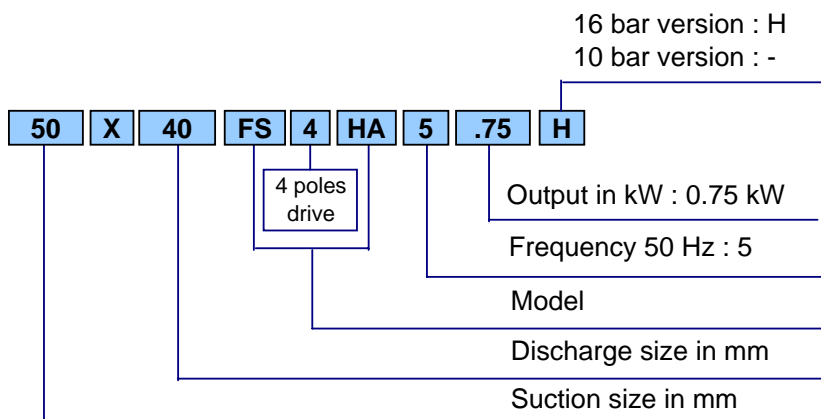 16 bar version : H
10 bar version : -
50 X 40 FS 4 HA 5 .75 H
4 poles
drive
Output in kW : 0.75 kW
Frequency 50 Hz : 5
Model
Discharge size in mm
Suction size in mm